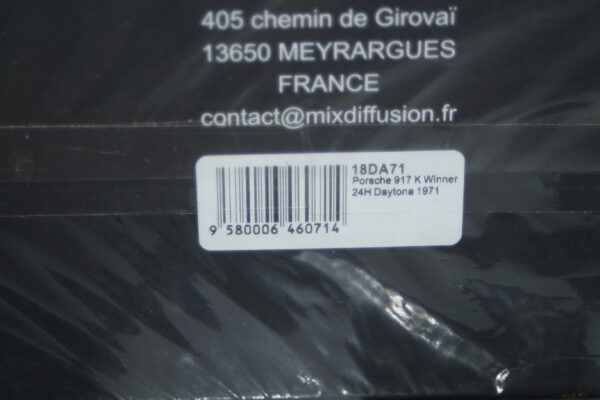 405 chemin de Girovaï
13650 MEYRARGUES
FRANCE
contact@mixdiffusion.fr
18DA71
Porsche 917 K Winner
24H Daytona 1971
9 580006 460714